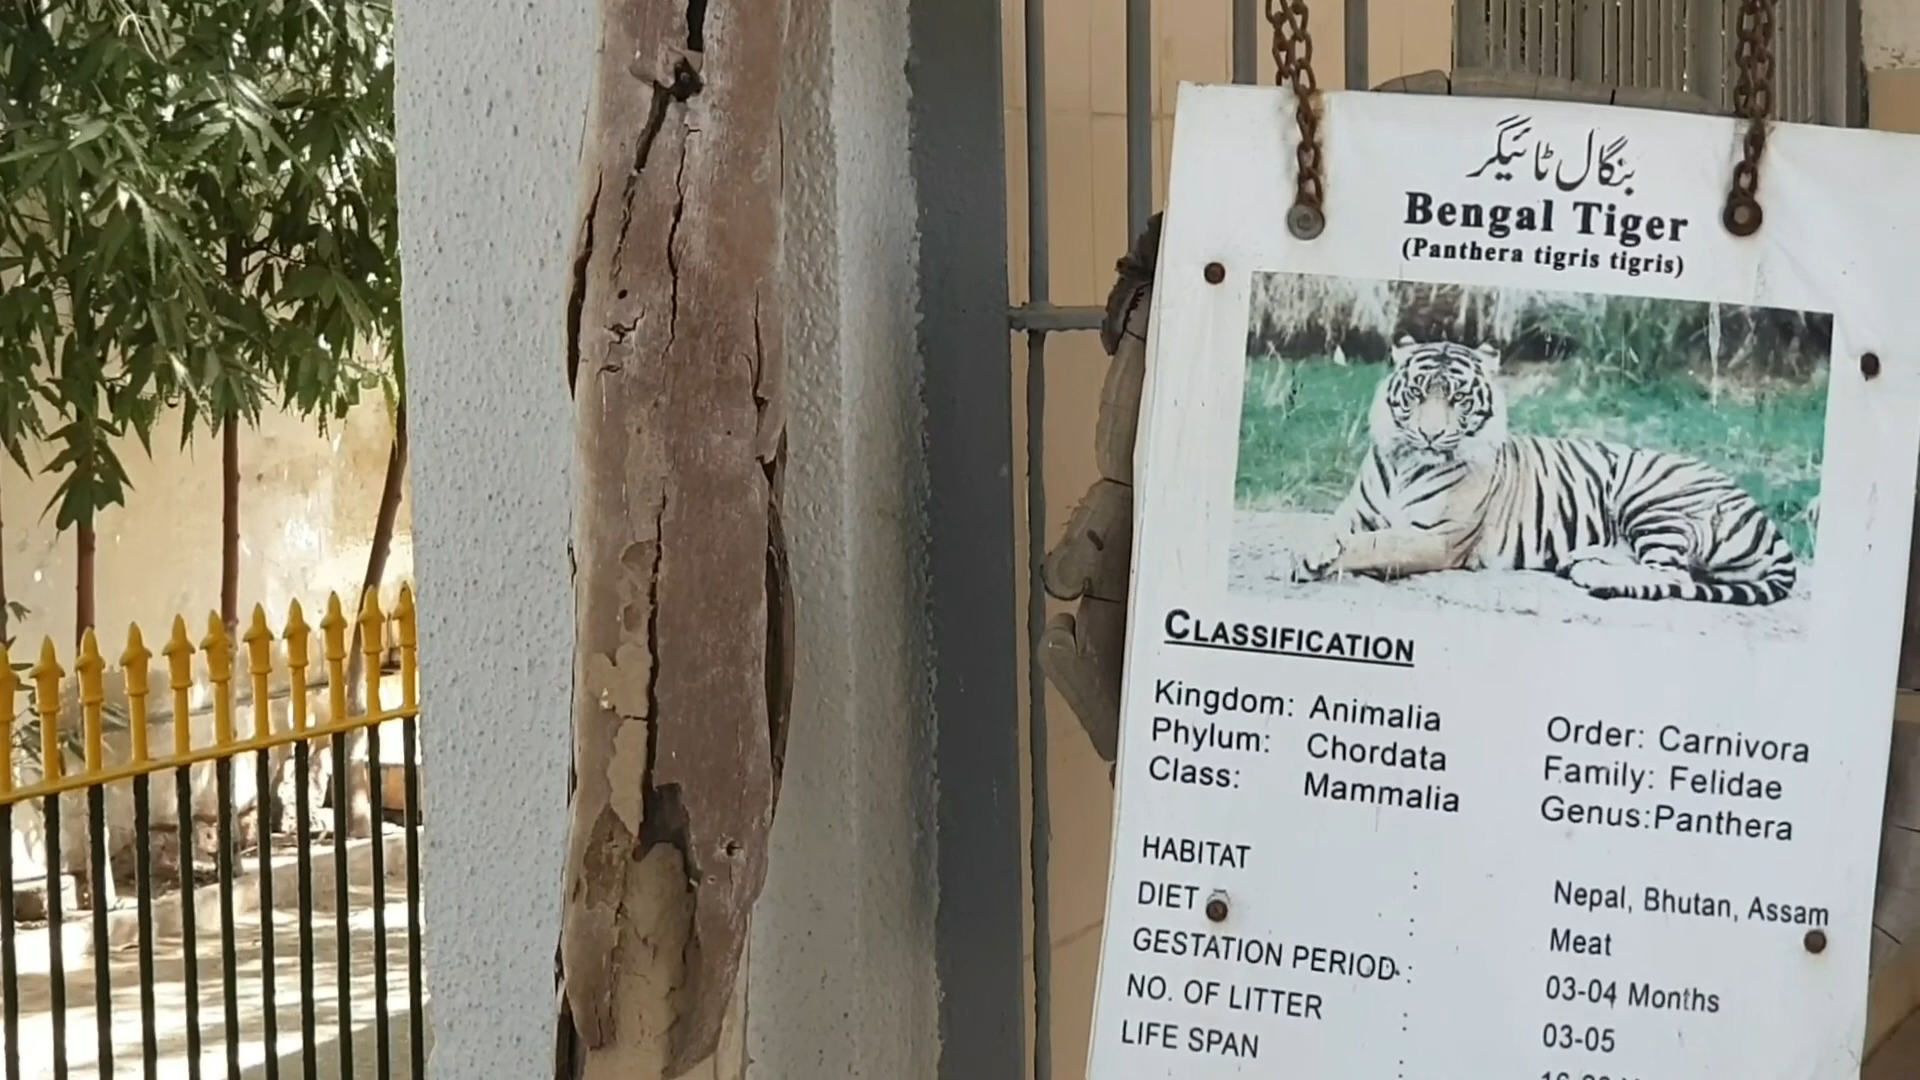 بنگال ٹائیگر
Bengal Tiger
(Panthera tigris tigris)
CLASSIFICATION
Kingdom: Animalia
Phylum: Chordata
Class: Mammalia
Order: Carnivora
Family: Felidae
Genus:Panthera
HABITAT : Nepal, Bhutan, Assam
DIET : Meat
GESTATION PERIOD : 03-04 Months
NO. OF LITTER : 03-05
LIFE SPAN :